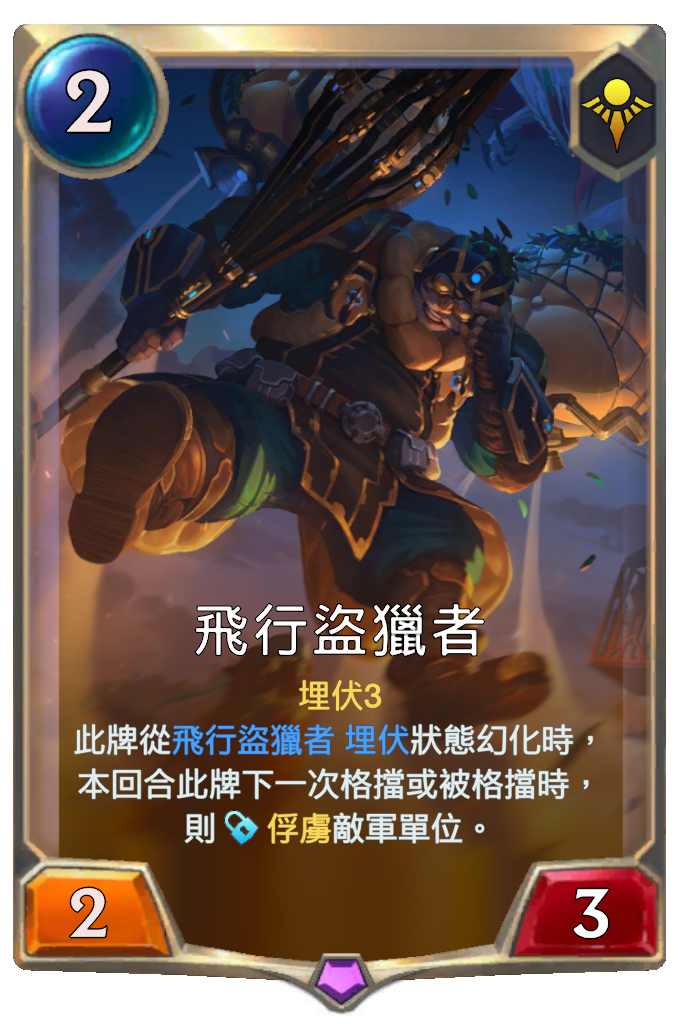 2
飛行盜獵者
埋伏3
此牌從飛行盜獵者 埋伏狀態幻化時，
本回合此牌下一次格擋或被格擋時，
則 俘虜敵軍單位。
2
3